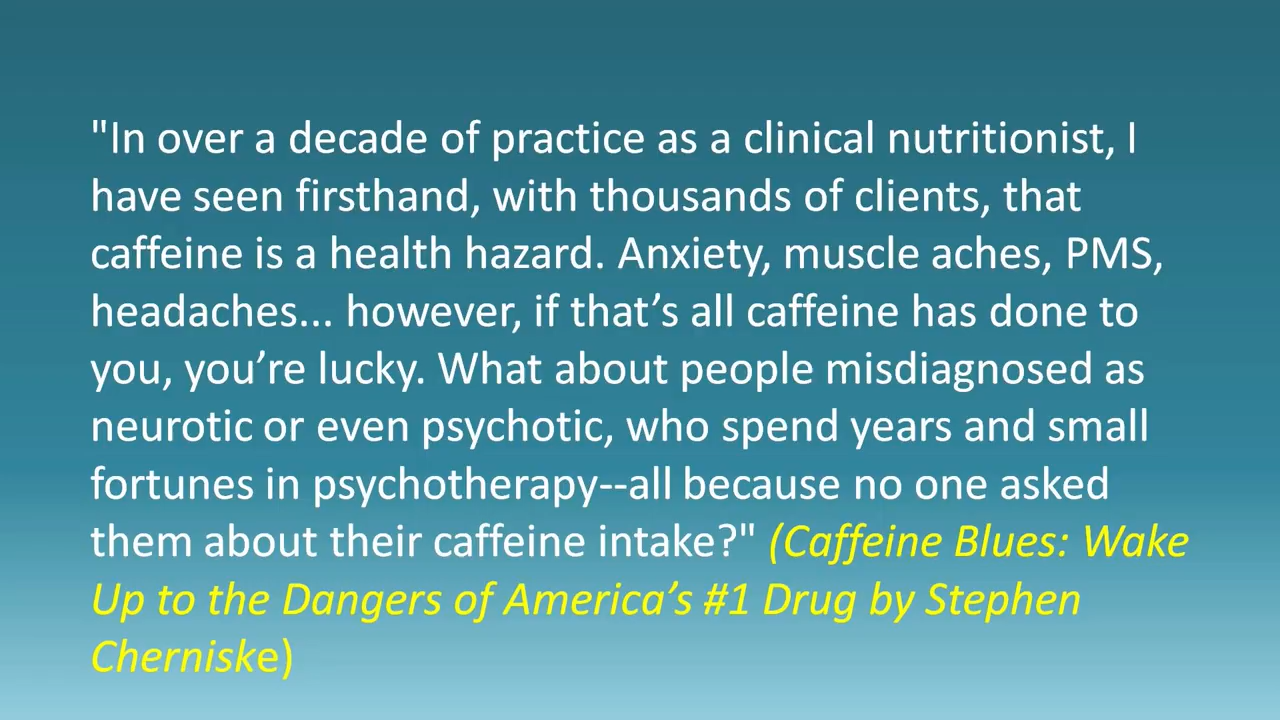 "In over a decade of practice as a clinical nutritionist, I
have seen firsthand, with thousands of clients, that
caffeine is a health hazard. Anxiety, muscle aches, PMS,
headaches... however, if that’s all caffeine has done to
you, you’re lucky. What about people misdiagnosed as
neurotic or even psychotic, who spend years and small
fortunes in psychotherapy--all because no one asked
them about their caffeine intake?" (Caffeine Blues: Wake
Up to the Dangers of America’s #1 Drug by Stephen
Cherniske)